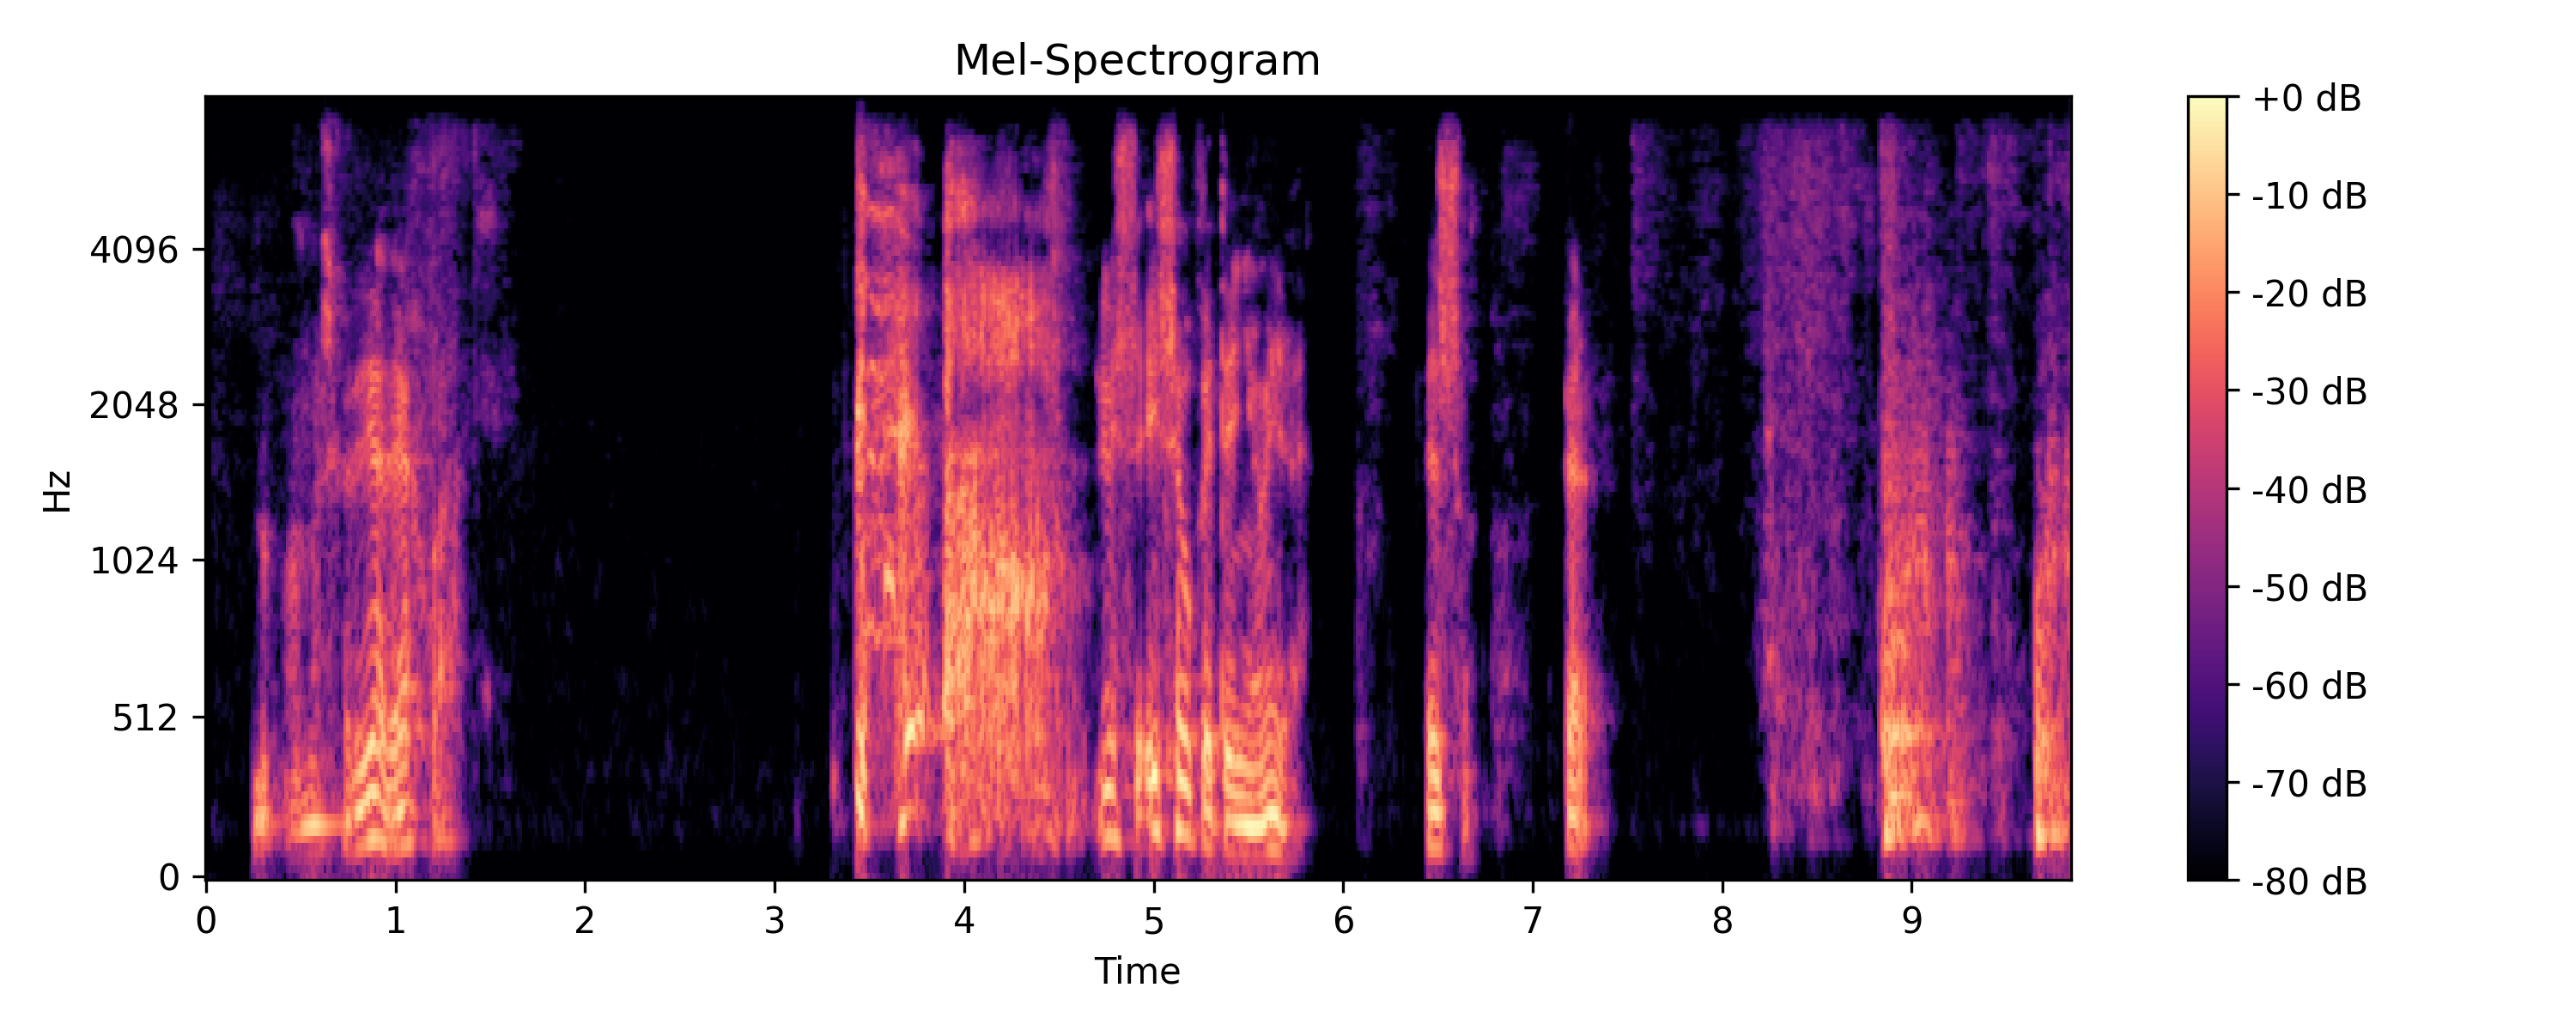 Mel-Spectrogram
+0 dB
-10 dB
-20 dB
-30 dB
-40 dB
-50 dB
-60 dB
-70 dB
-80 dB
Hz
4096
2048
1024
512
0
0 1 2 3 4 5 6 7 8 9
Time